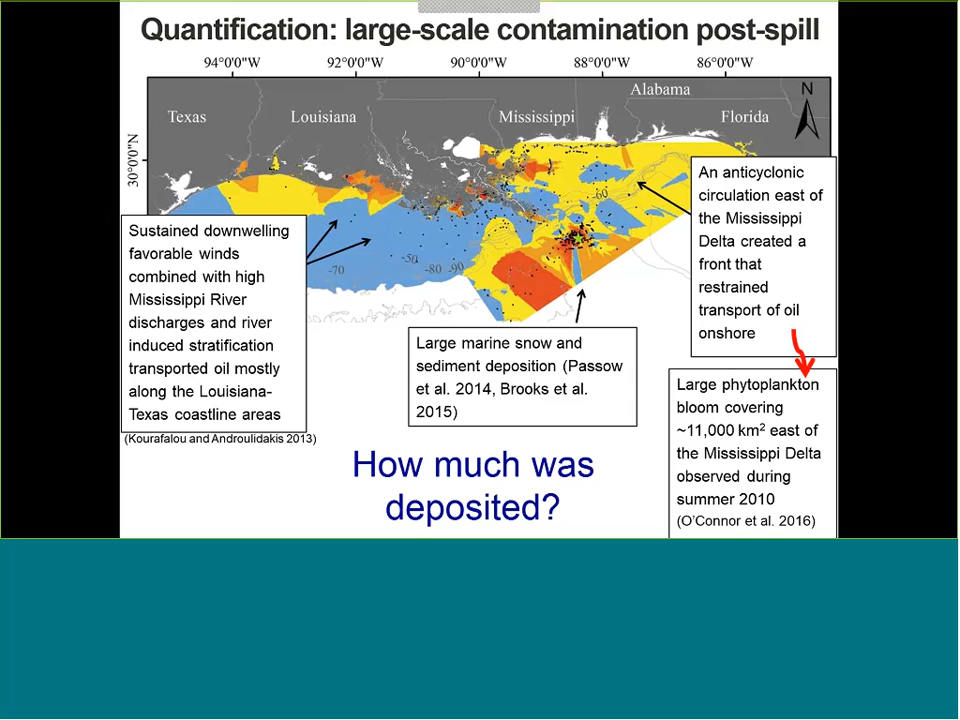 Quantification: large-scale contamination post-spill
94°0'0"W 92°0'0"W 90°0'0"W 88°0'0"W 86°0'0"W
30°0'0"N
N
Alabama
Texas Louisiana Mississippi Florida
An anticyclonic
circulation east of
the Mississippi
Delta created a
front that
restrained
transport of oil
onshore
-60
-50
-70 -80 -90
Sustained downwelling
favorable winds
combined with high
Mississippi River
discharges and river
induced stratification
transported oil mostly
along the Louisiana-
Texas coastline areas
(Kourafalou and Androulidakis 2013)
Large marine snow and
sediment deposition (Passow
et al. 2014, Brooks et al.
2015)
Large phytoplankton
bloom covering
~11,000 km² east of
the Mississippi Delta
observed during
summer 2010
(O'Connor et al. 2016)
How much was
deposited?